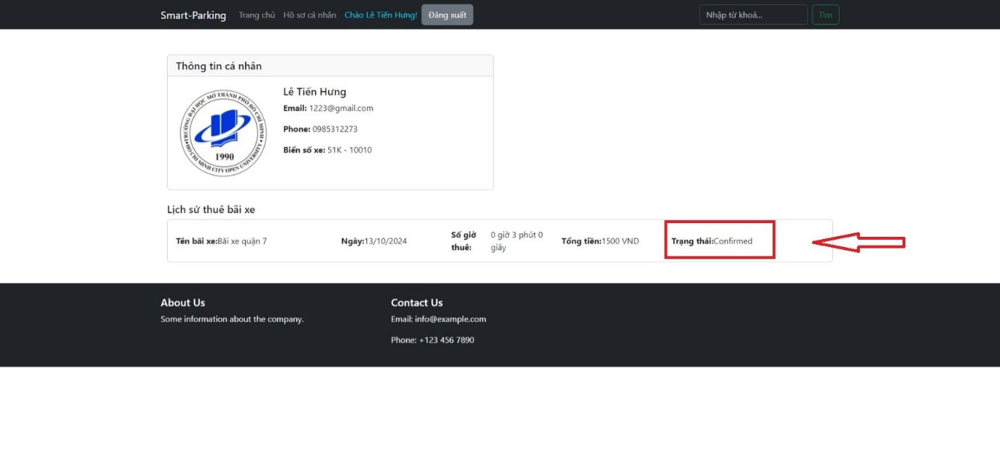 Smart-Parking Trang chủ Hồ sơ cá nhân Chào Lê Tiến Hưng! Đăng xuất Nhập từ khoá... Tìm
Thông tin cá nhân
TRƯỜNG ĐẠI HỌC MỞ THÀNH PHỐ HỒ CHÍ MINH
1990
HO CHI MINH CITY OPEN UNIVERSITY
Lê Tiến Hưng
Email: 1223@gmail.com
Phone: 0985312273
Biển số xe: 51K - 10010
Lịch sử thuê bãi xe
Tên bãi xe:Bãi xe quận 7 Ngày:13/10/2024 Số giờ thuê: 0 giờ 3 phút 0 giây Tổng tiền:1500 VND Trạng thái:Confirmed
About Us
Some information about the company.
Contact Us
Email: info@example.com
Phone: +123 456 7890